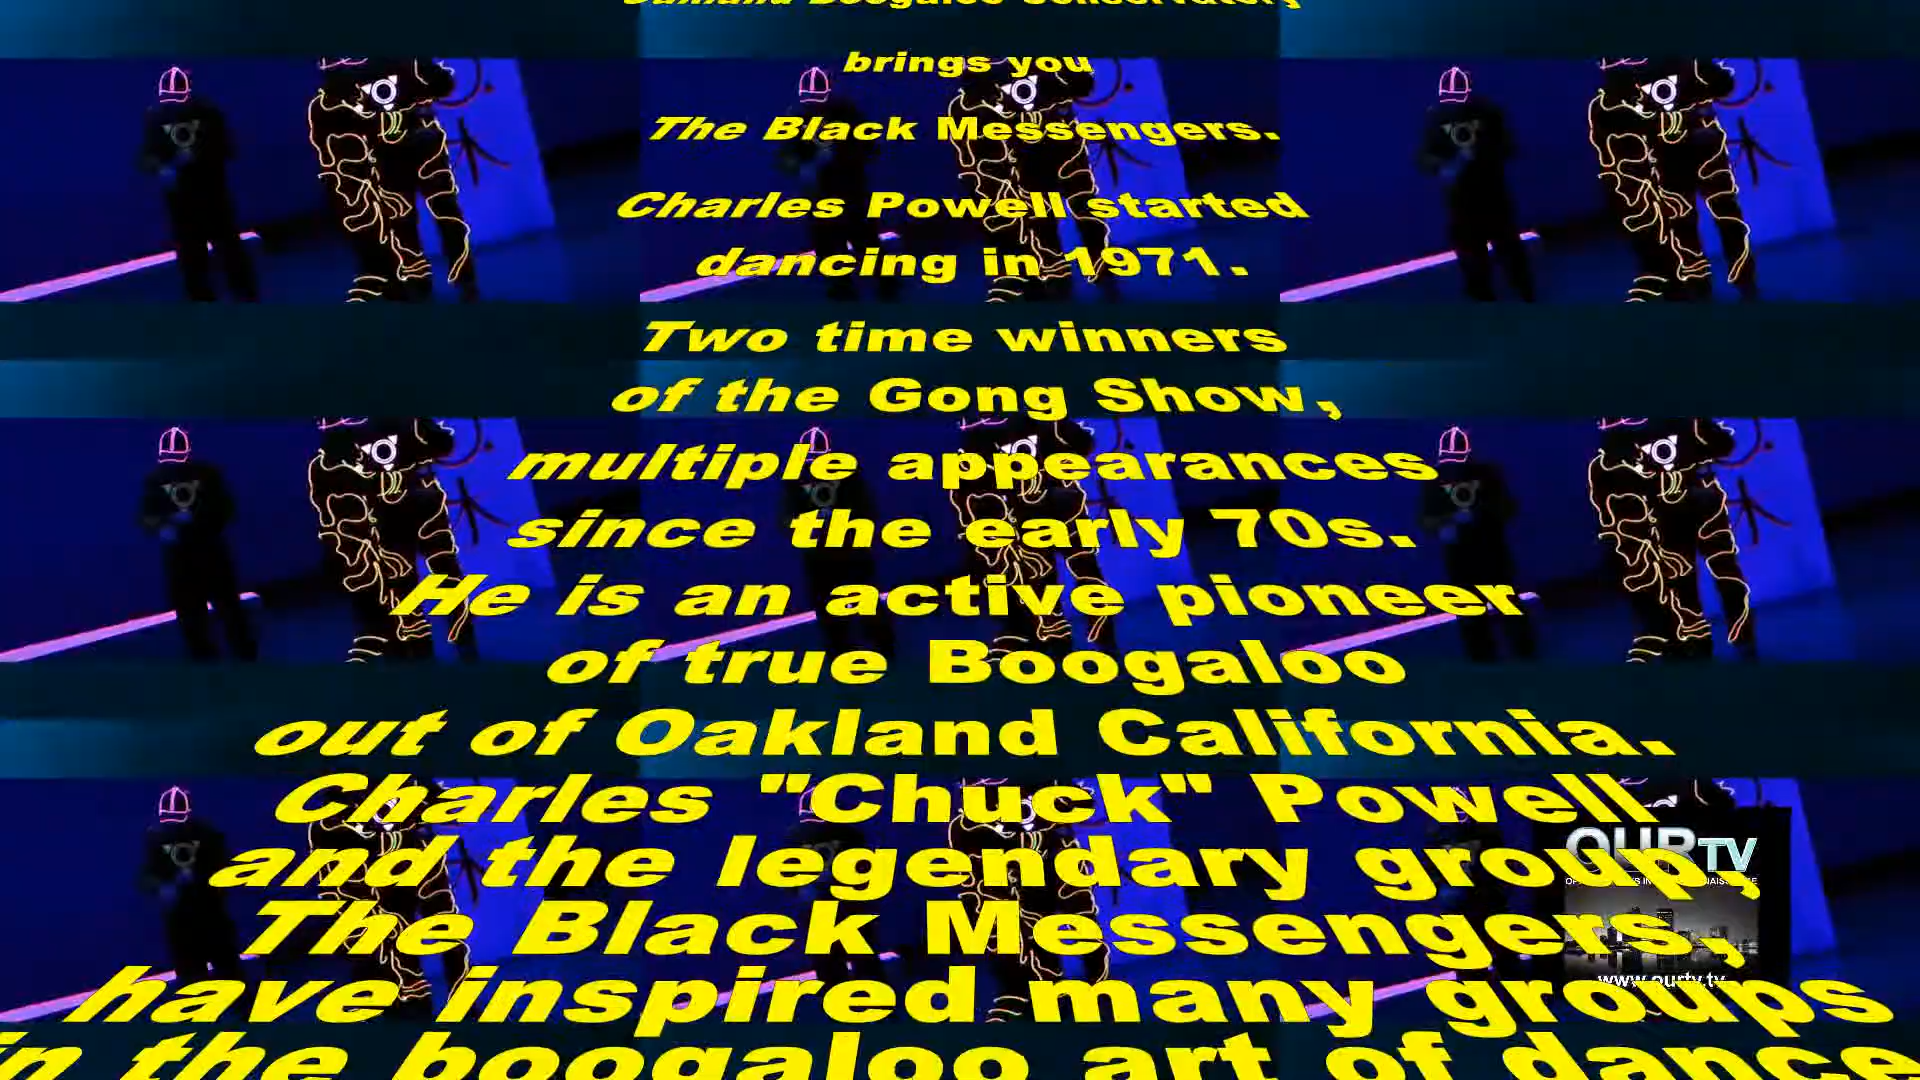 Oakland Boogaloo Conservatory
brings you
The Black Messengers.
Charles Powell started
dancing in 1971.
Two time winners
of the Gong Show,
multiple appearances
since the early 70s.
He is an active pioneer
of true Boogaloo
out of Oakland California.
Charles "Chuck" Powell
and the legendary group,
The Black Messengers,
have inspired many groups
in the boogaloo art of dance
OURTV
www.ourtv.tv